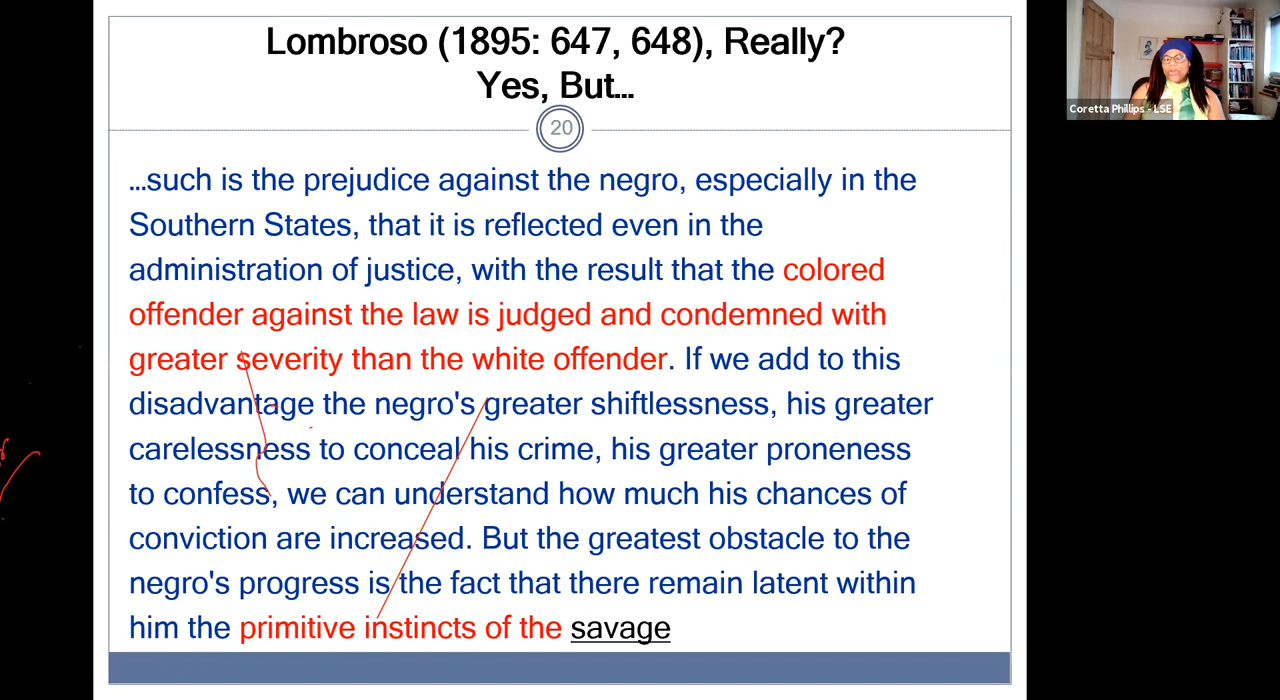 Lombroso (1895: 647, 648), Really?
Yes, But...
20
...such is the prejudice against the negro, especially in the
Southern States, that it is reflected even in the
administration of justice, with the result that the colored
offender against the law is judged and condemned with
greater severity than the white offender. If we add to this
disadvantage the negro's greater shiftlessness, his greater
carelessness to conceal his crime, his greater proneness
to confess, we can understand how much his chances of
conviction are increased. But the greatest obstacle to the
negro's progress is the fact that there remain latent within
him the primitive instincts of the savage
Coretta Phillips - LSE